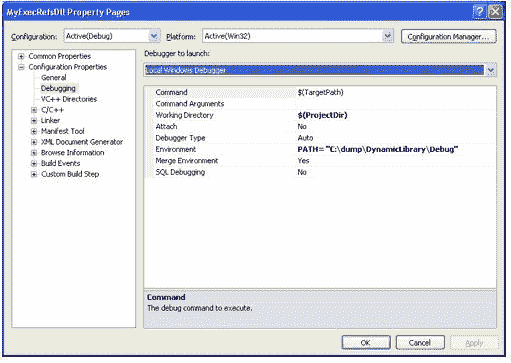 MyExecRefsDll Property Pages
Configuration: Active(Debug) Platform: Active(Win32) Configuration Manager...
Common Properties
Configuration Properties
General
Debugging
VC++ Directories
C/C++
Linker
Manifest Tool
XML Document Generator
Browse Information
Build Events
Custom Build Step
Debugger to launch:
Local Windows Debugger
Command $(TargetPath)
Command Arguments
Working Directory $(ProjectDir)
Attach No
Debugger Type Auto
Environment PATH= "C:\dump\DynamicLibrary\Debug"
Merge Environment Yes
SQL Debugging No
Command
The debug command to execute.
OK Cancel Apply